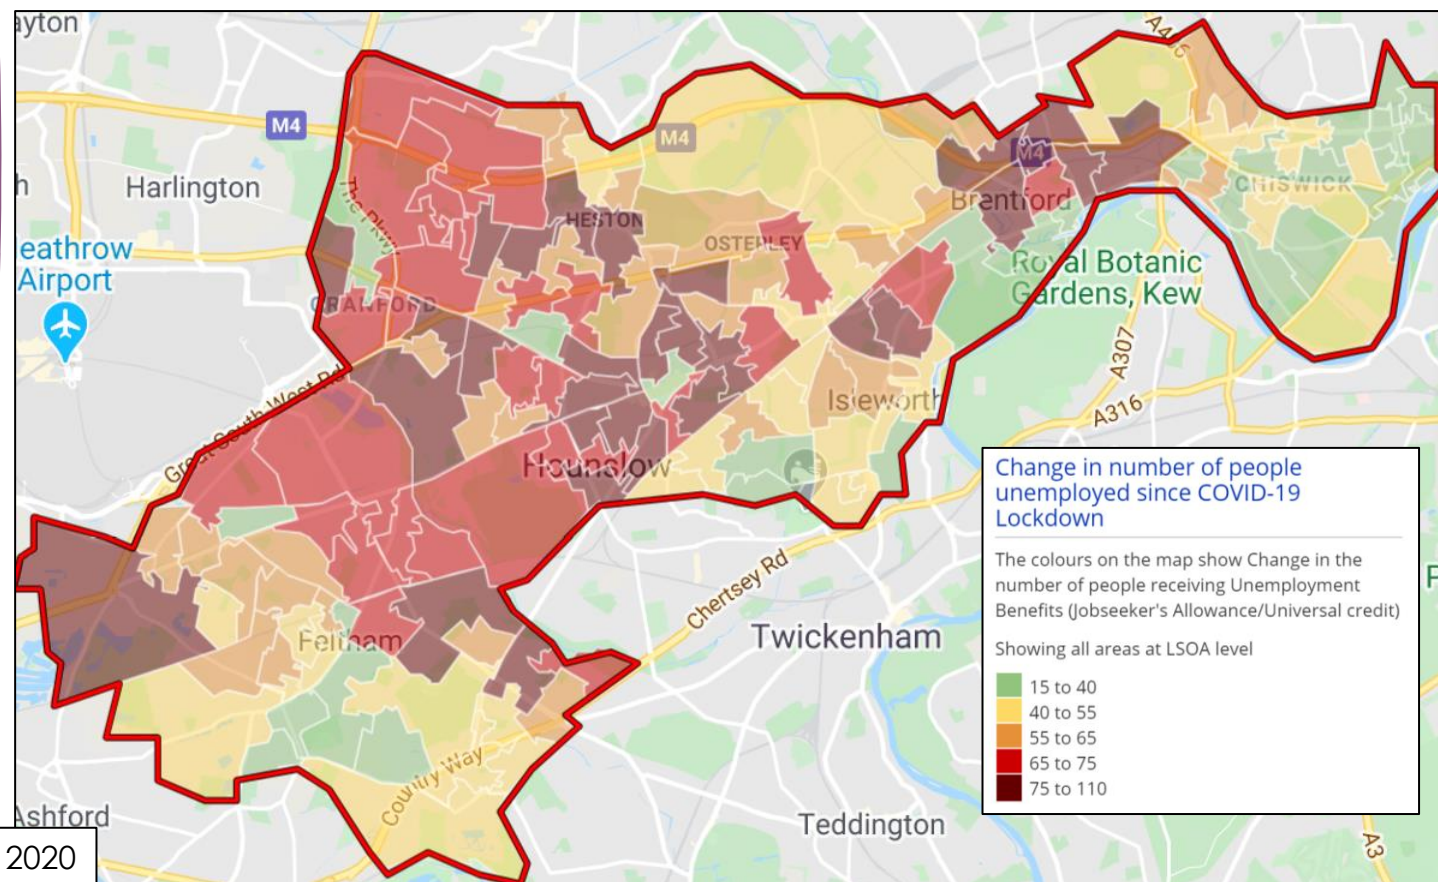 ayton
A406
M4
M4
M4
h
Harlington
The Pkwy
HESTON
Brentford
CHISWICK
OSTERLEY
eathrow
Airport
CRANFORD
Royal Botanic
Gardens, Kew
A307
Great South West Rd
Isleworth
A316
Hounslow
Chertsey Rd
Feltham
Twickenham
Country Way
Ashford
Teddington
A3
2020
Change in number of people
unemployed since COVID-19
Lockdown
The colours on the map show Change in the
number of people receiving Unemployment
Benefits (Jobseeker's Allowance/Universal credit)
Showing all areas at LSOA level
15 to 40
40 to 55
55 to 65
65 to 75
75 to 110